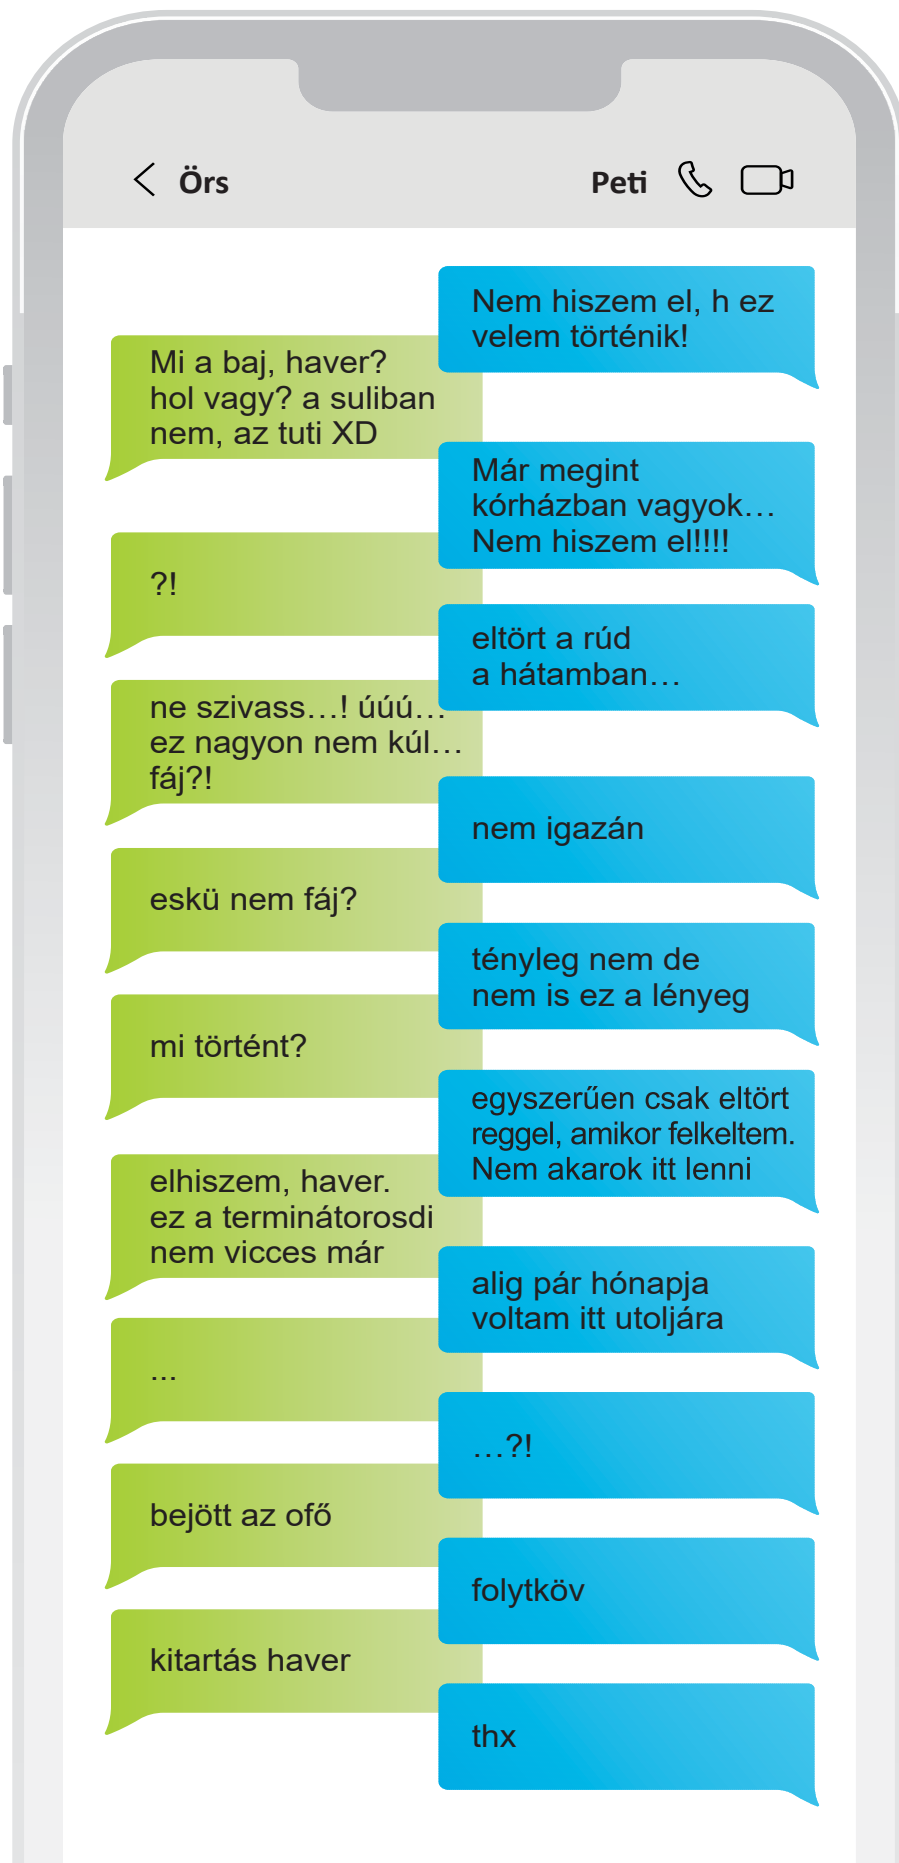 Örs
Peti
Nem hiszem el, h ez
velem történik!
Mi a baj, haver?
hol vagy? a suliban
nem, az tuti XD
Már megint
kórházban vagyok…
Nem hiszem el!!!!
?!
eltört a rúd
a hátamban…
ne szivass…! úúú…
ez nagyon nem kúl…
fáj?!
nem igazán
eskü nem fáj?
tényleg nem de
nem is ez a lényeg
mi történt?
egyszerűen csak eltört
reggel, amikor felkeltem.
Nem akarok itt lenni
elhiszem, haver.
ez a terminátorosdi
nem vicces már
alig pár hónapja
voltam itt utoljára
...
…?!
bejött az ofő
folytköv
kitartás haver
thx